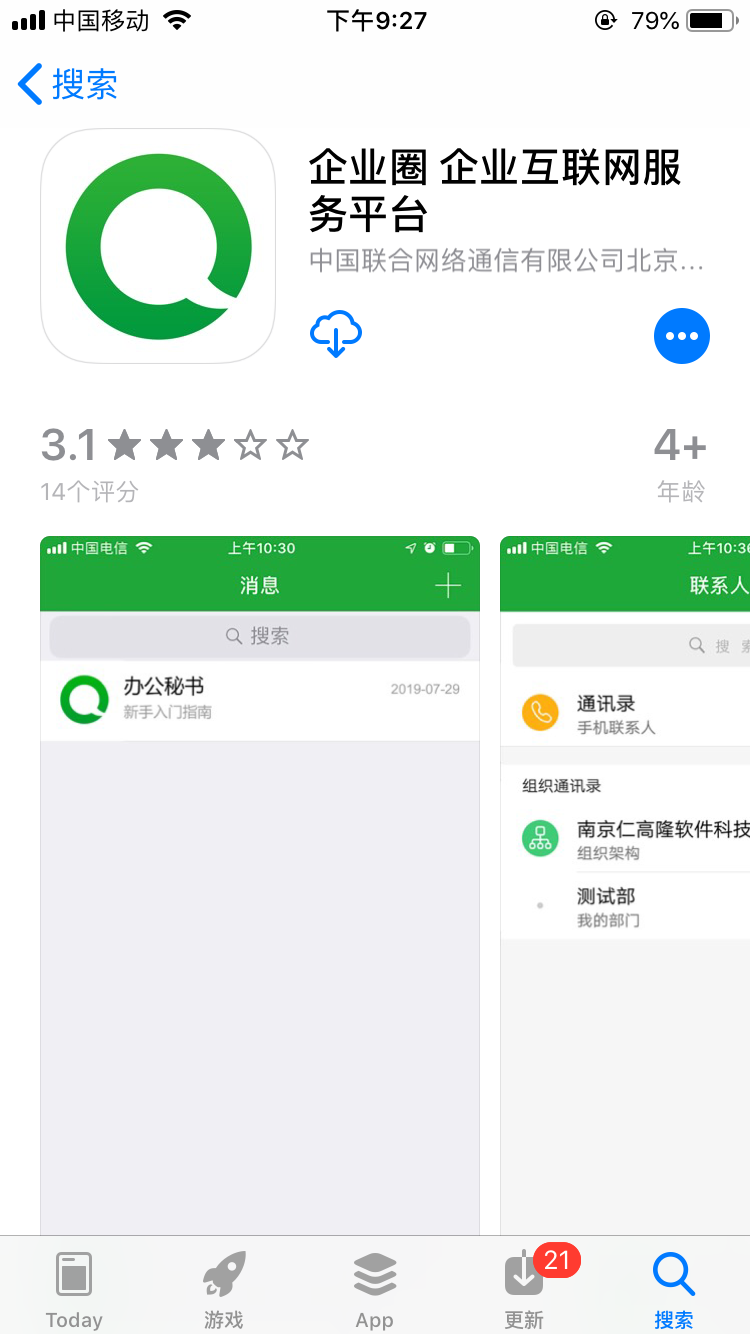 中国移动 下午9:27 79%
搜索
企业圈 企业互联网服
务平台
中国联合网络通信有限公司北京...
3.1 4+
14个评分 年龄
中国电信 上午10:30
消息
搜索
办公秘书 2019-07-29
新手入门指南
中国电信 上午10:36
联系人
搜 索
通讯录
手机联系人
组织通讯录
南京仁高隆软件科技
组织架构
测试部
我的部门
21
Today 游戏 App 更新 搜索